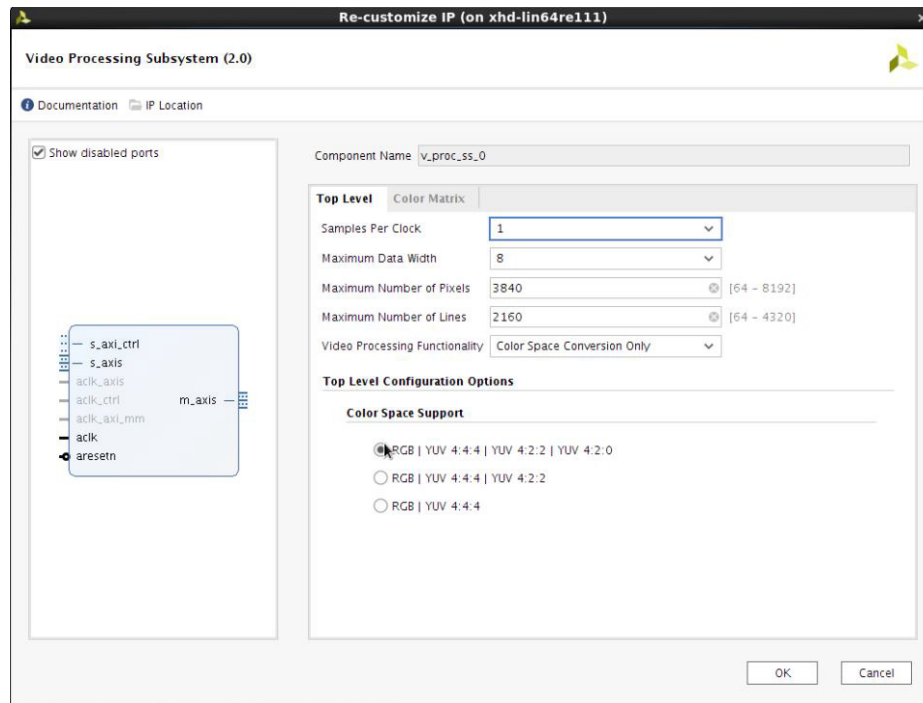 Re-customize IP (on xhd-lin64re111)
Video Processing Subsystem (2.0)
Documentation IP Location
Show disabled ports
s_axi_ctrl
s_axis
aclk_axis
aclk_ctrl
m_axis
aclk_axi_mm
aclk
aresetn
Component Name v_proc_ss_0
Top Level Color Matrix
Samples Per Clock 1
Maximum Data Width 8
Maximum Number of Pixels 3840 [64 - 8192]
Maximum Number of Lines 2160 [64 - 4320]
Video Processing Functionality Color Space Conversion Only
Top Level Configuration Options
Color Space Support
RGB | YUV 4:4:4 | YUV 4:2:2 | YUV 4:2:0
RGB | YUV 4:4:4 | YUV 4:2:2
RGB | YUV 4:4:4
OK Cancel